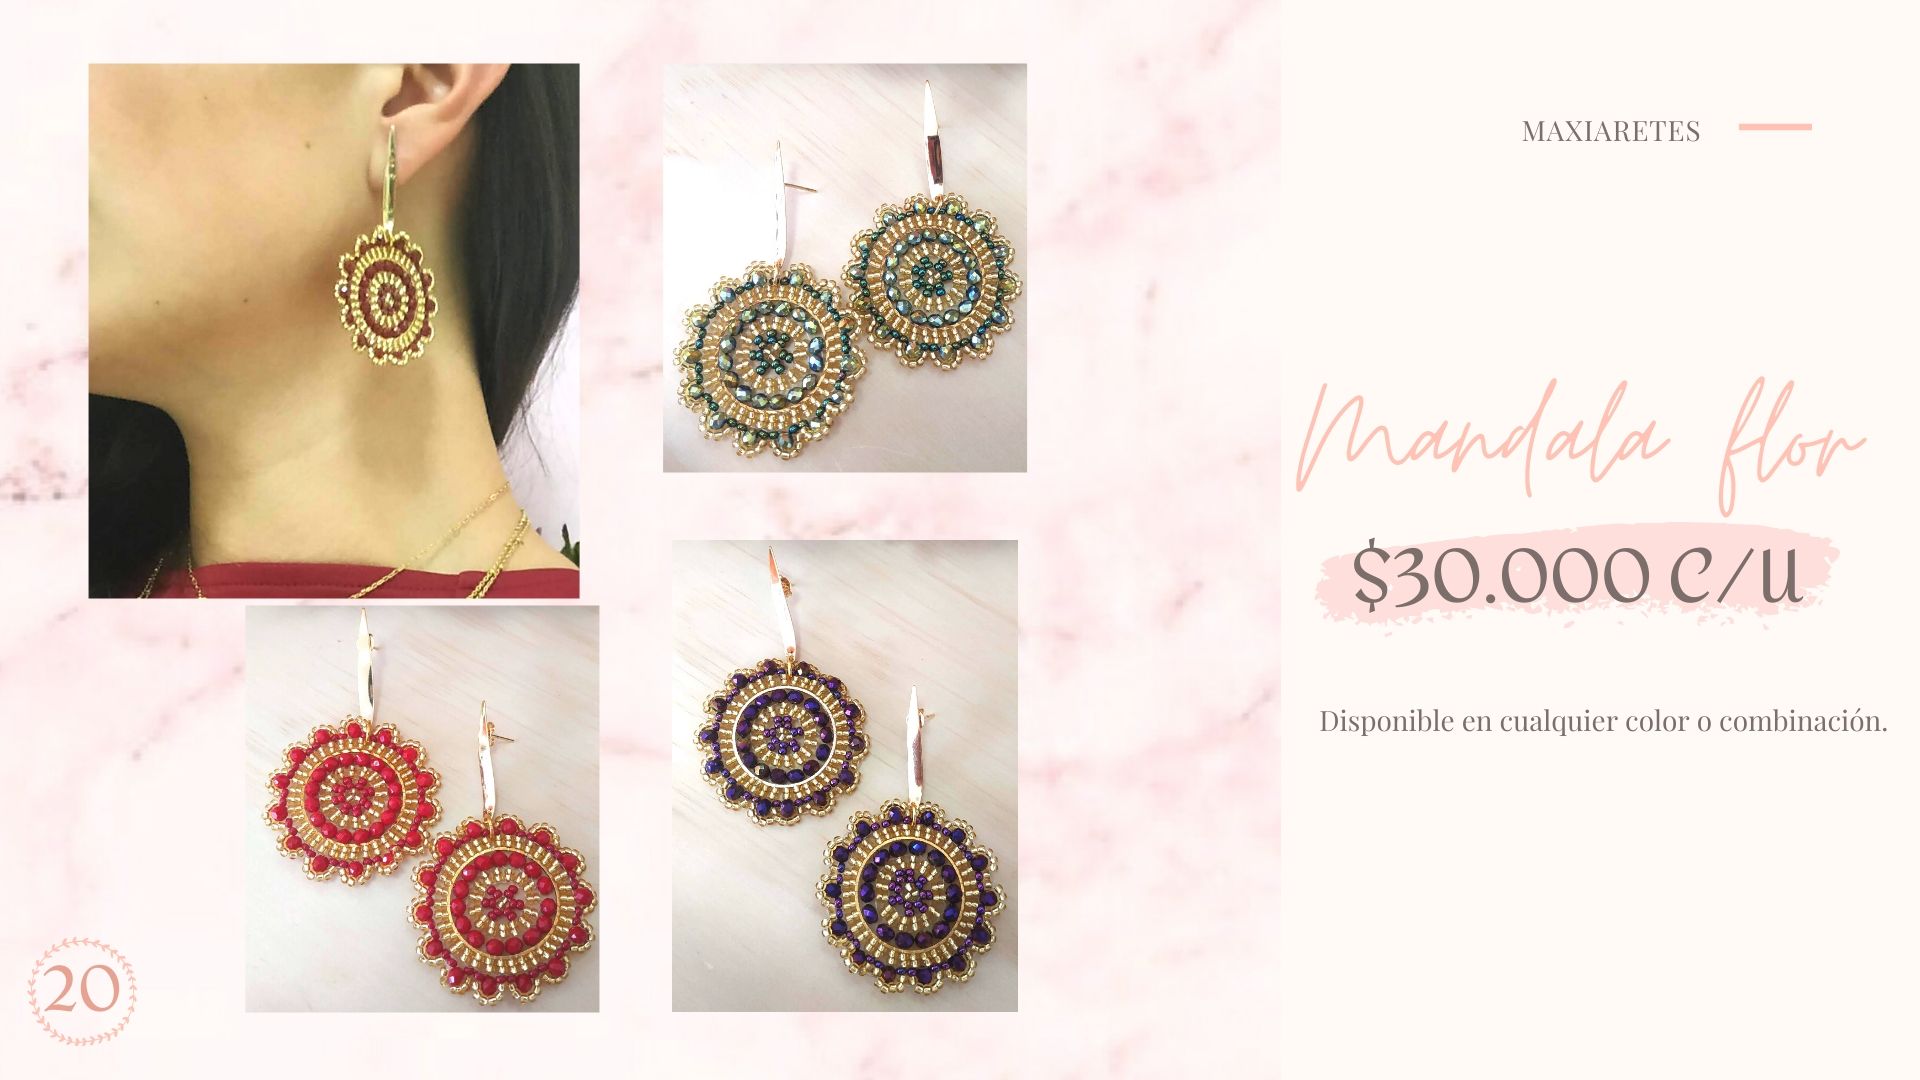 MAXIARETES
Mandala flor
$30.000 C/U
Disponible en cualquier color o combinación.
20